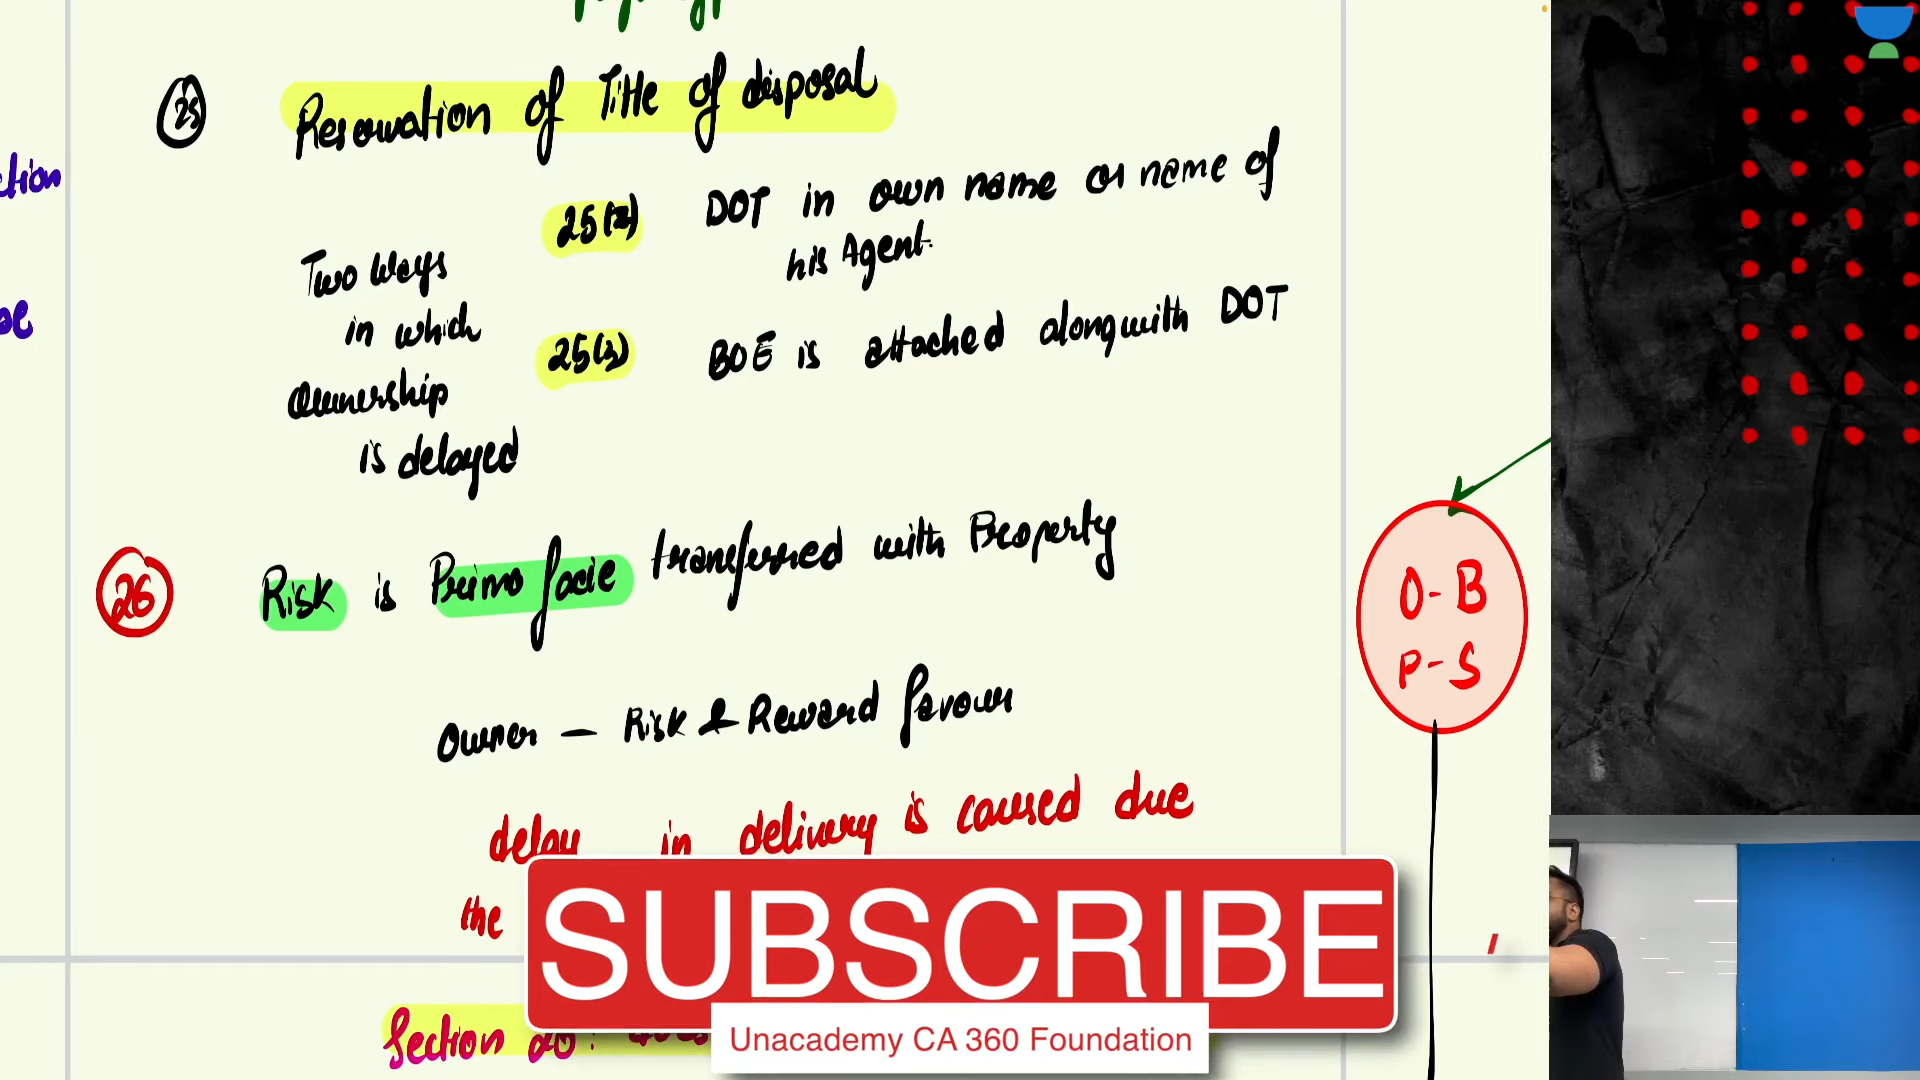 25 Reservation of Title of disposal
25(2) DOT in own name or name of
his Agent.
Two Ways
in which
Ownership
is delayed
25(3) BOE is attached alongwith DOT
26 Risk is Prima facie transferred with Property
O - B
P - S
Owner — Risk & Reward favour
delay in delivery is caused due
the
SUBSCRIBE
Section
Unacademy CA 360 Foundation